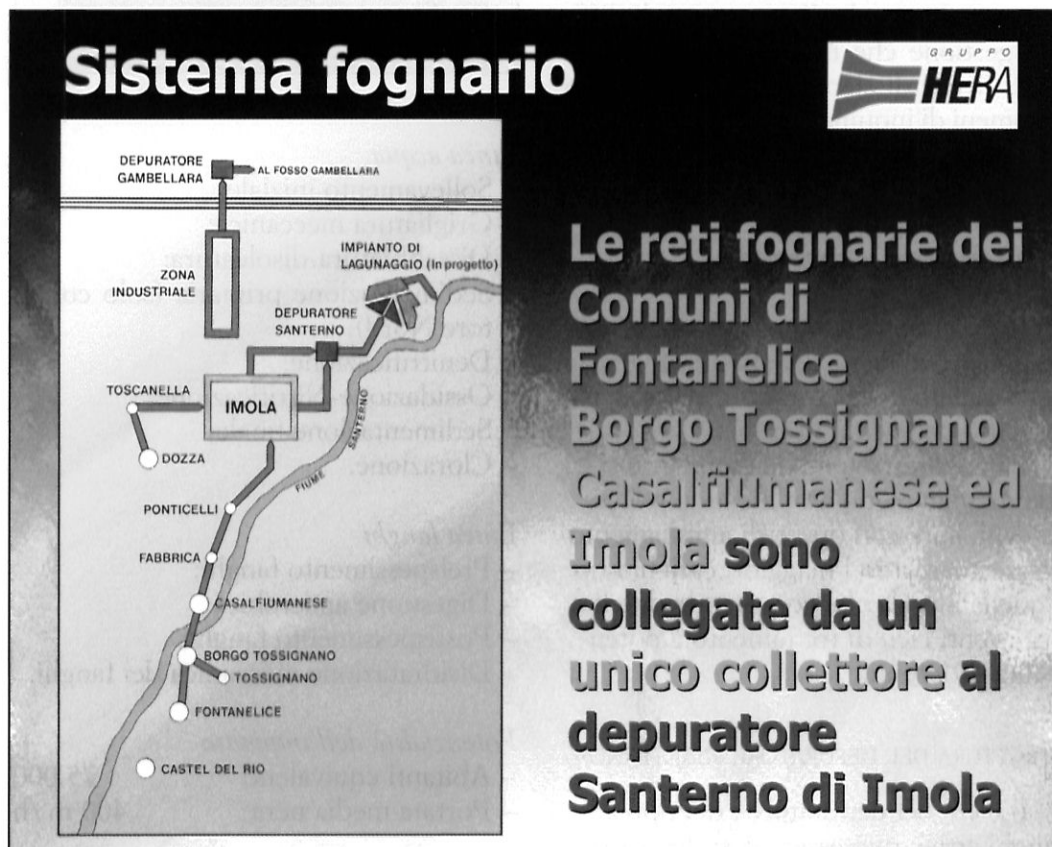 Sistema fognario
GRUPPO
HERA
DEPURATORE
GAMBELLARA
AL FOSSO GAMBELLARA
IMPIANTO DI
LAGUNAGGIO (In progetto)
ZONA
INDUSTRIALE
DEPURATORE
SANTERNO
TOSCANELLA
IMOLA
DOZZA
FIUME SANTERNO
PONTICELLI
FABBRICA
CASALFIUMANESE
BORGO TOSSIGNANO
TOSSIGNANO
FONTANELICE
CASTEL DEL RIO
Le reti fognarie dei
Comuni di
Fontanelice
Borgo Tossignano
Casalfiumanese ed
Imola sono
collegate da un
unico collettore al
depuratore
Santerno di Imola